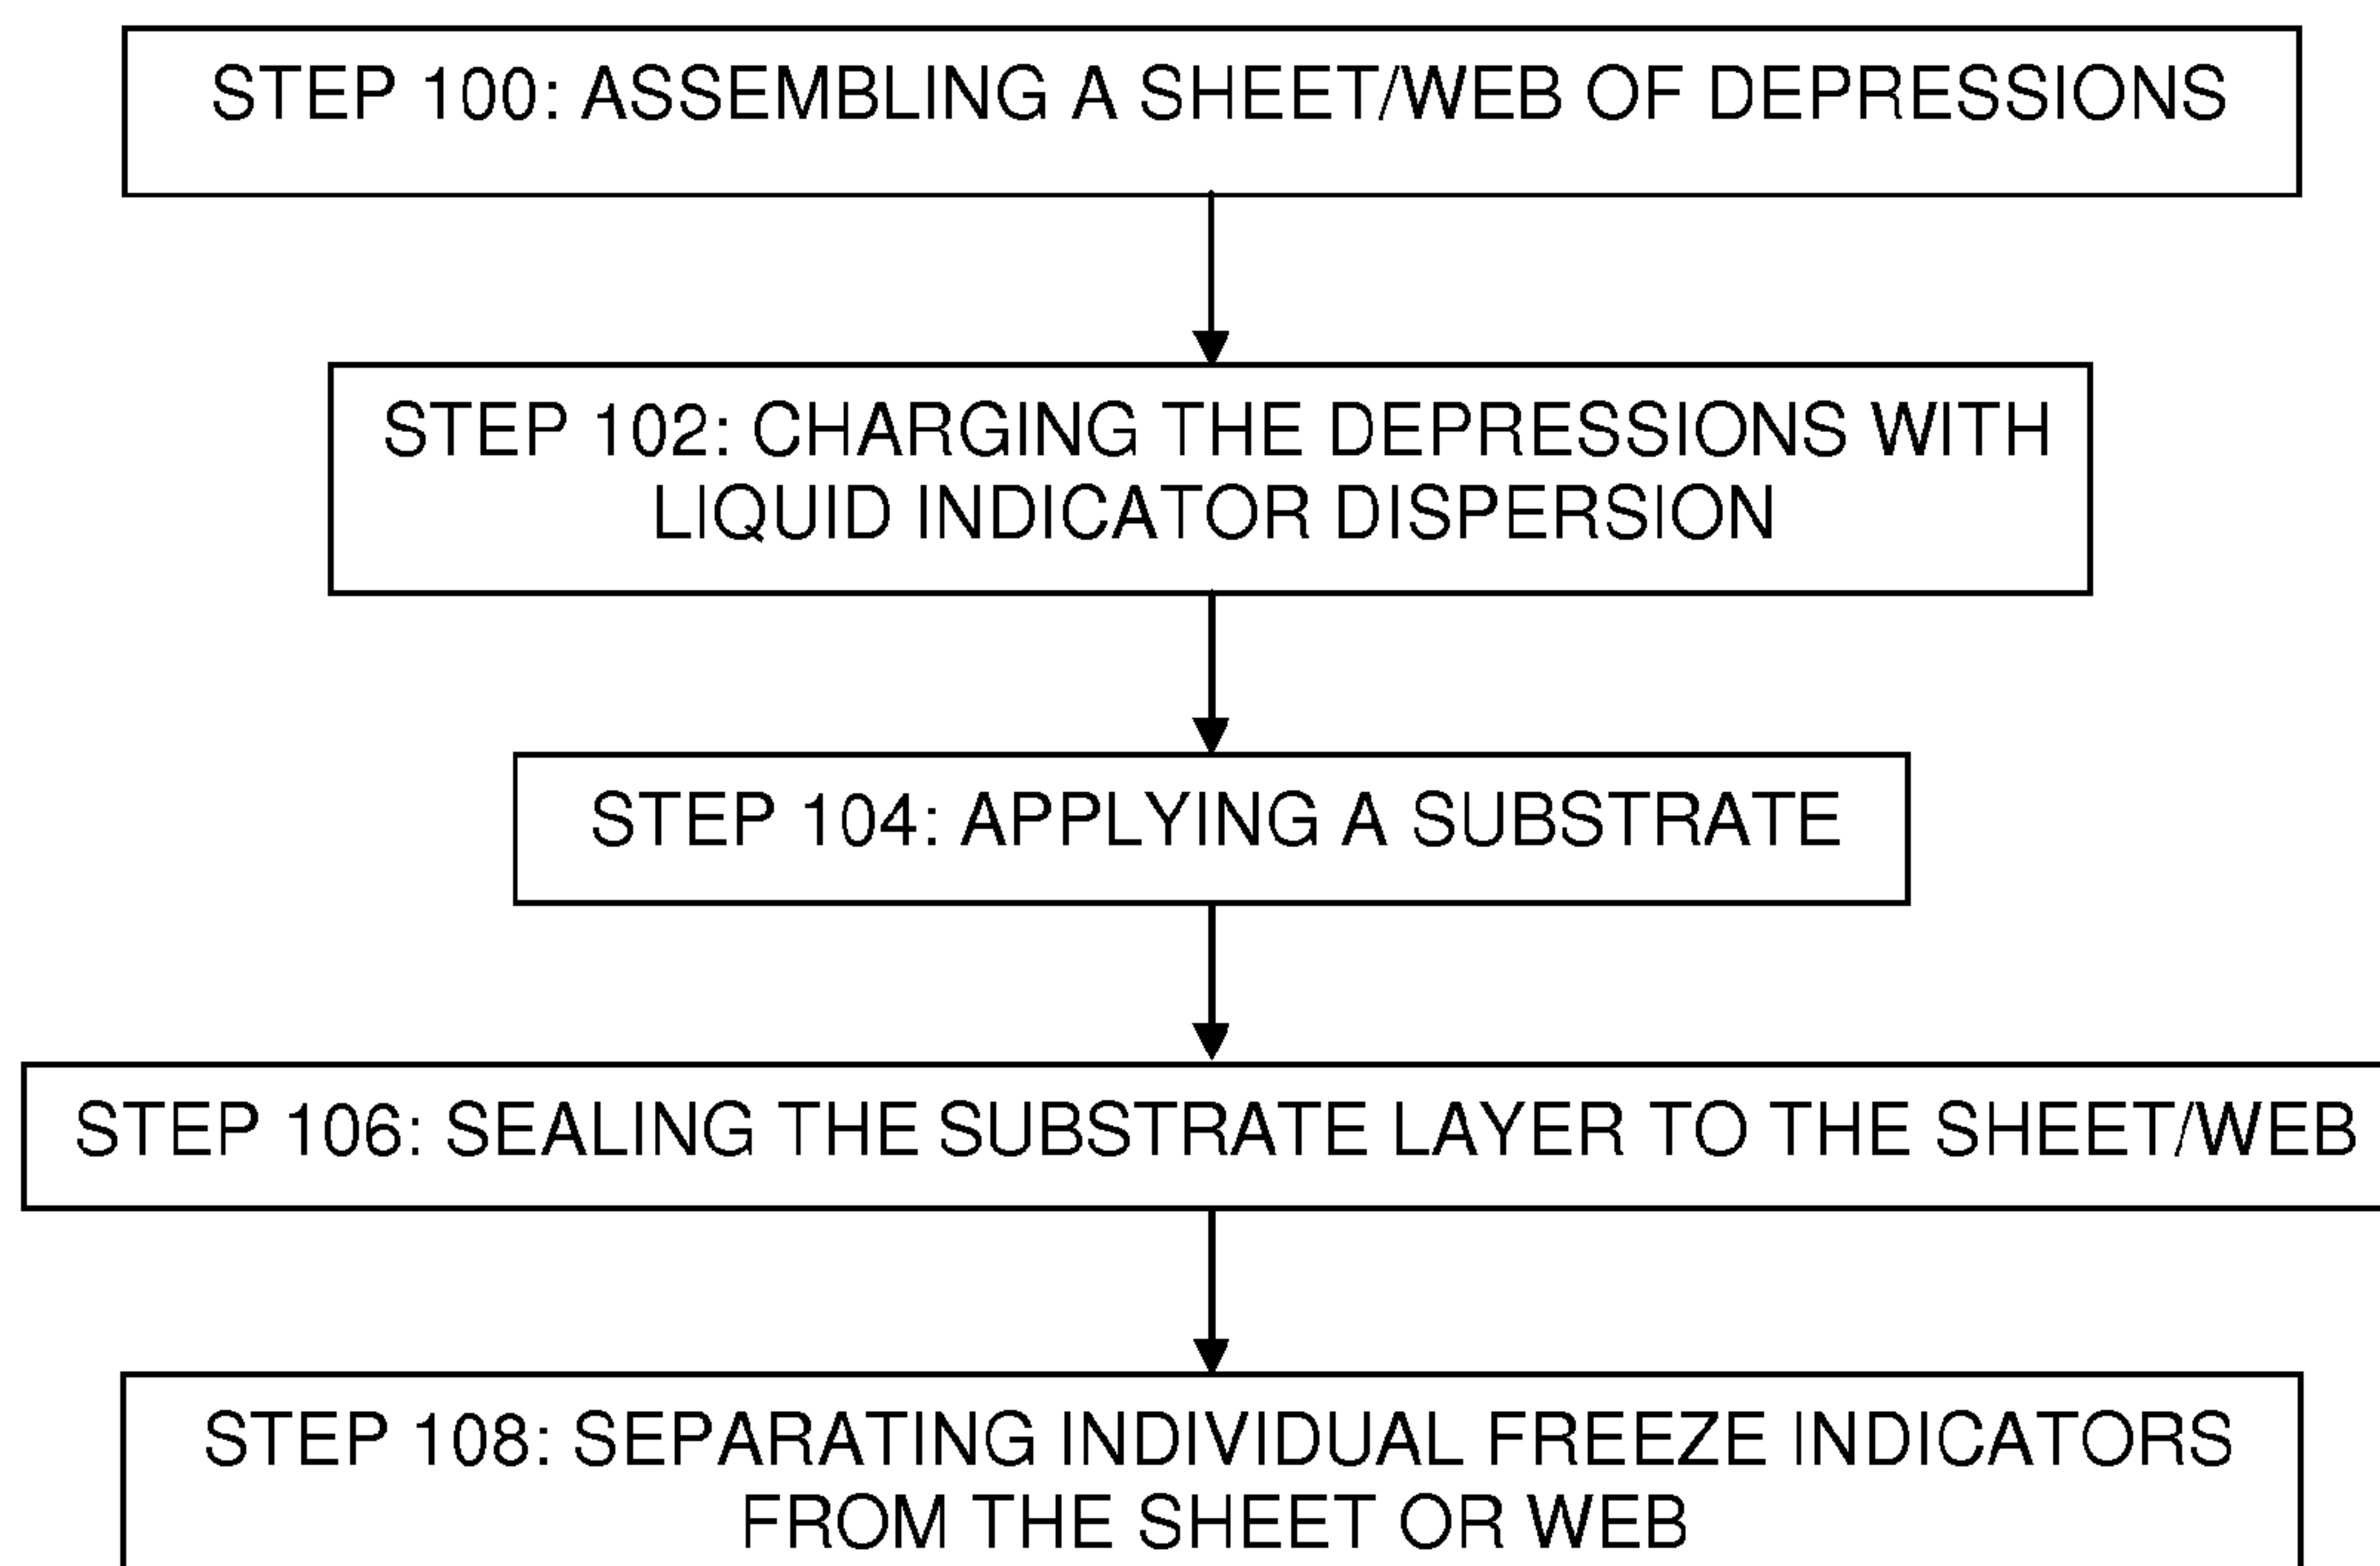 STEP 100: ASSEMBLING A SHEET/WEB OF DEPRESSIONS
STEP 102: CHARGING THE DEPRESSIONS WITH
LIQUID INDICATOR DISPERSION
STEP 104: APPLYING A SUBSTRATE
STEP 106: SEALING THE SUBSTRATE LAYER TO THE SHEET/WEB
STEP 108: SEPARATING INDIVIDUAL FREEZE INDICATORS
FROM THE SHEET OR WEB